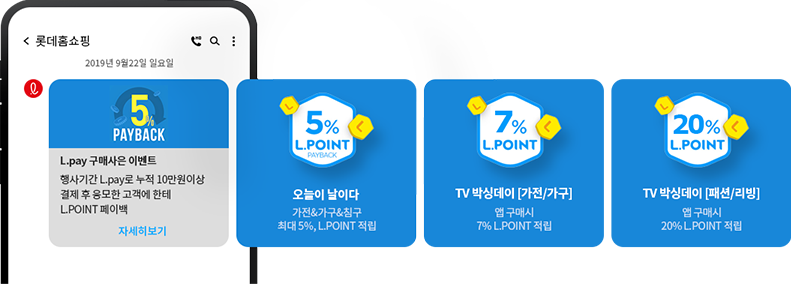 롯데홈쇼핑
2019년 9월22일 일요일
5%
PAYBACK
L.pay 구매사은 이벤트
행사기간 L.pay로 누적 10만원이상
결제 후 응모한 고객에 한테
L.POINT 페이백
자세히보기
5%
L.POINT
PAYBACK
오늘이 날이다
가전&가구&침구
최대 5%, L.POINT 적립
7%
L.POINT
TV 박싱데이 [가전/가구]
앱 구매시
7% L.POINT 적립
20%
L.POINT
TV 박싱데이 [패션/리빙]
앱 구매시
20% L.POINT 적립